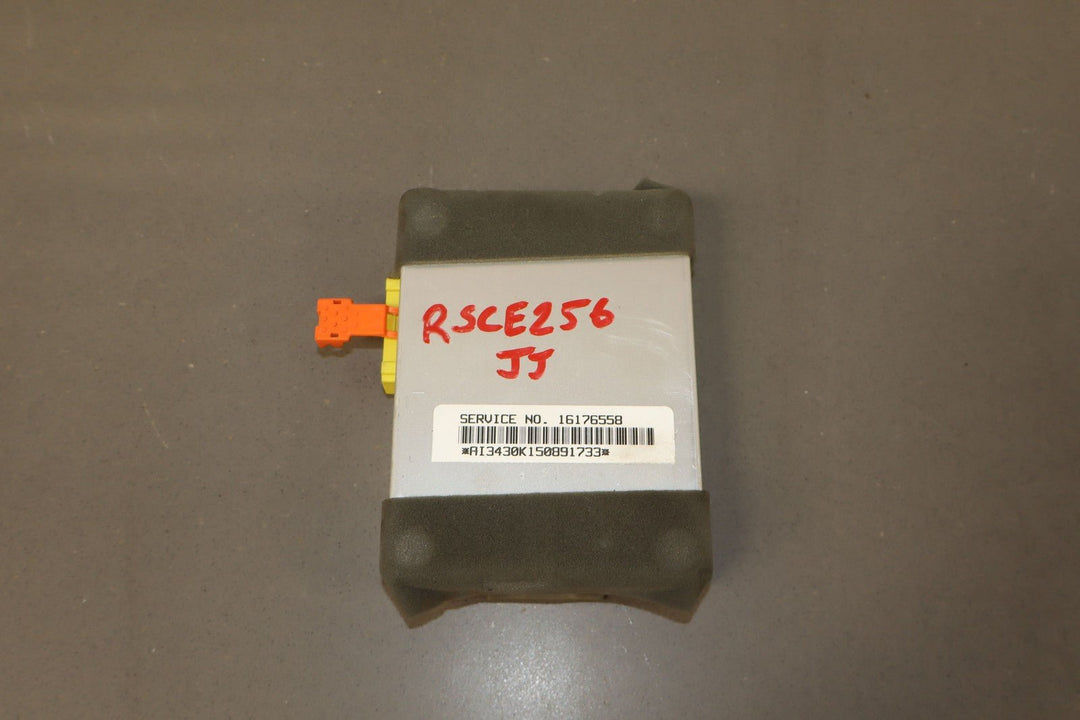 RSCE256
JJ
SERVICE NO. 16176558
*AI3430K150891733*